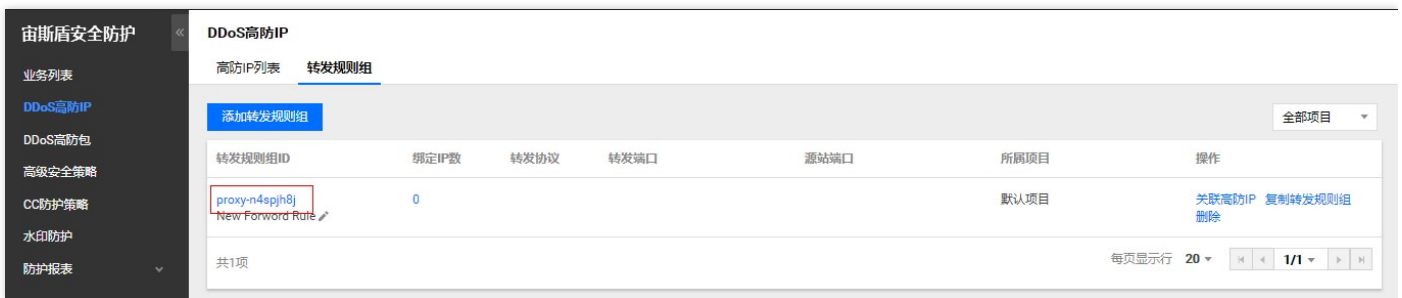 宙斯盾安全防护
«
业务列表
DDoS高防IP
DDoS高防包
高级安全策略
CC防护策略
水印防护
防护报表
DDoS高防IP
高防IP列表 转发规则组
添加转发规则组
全部项目
转发规则组ID 绑定IP数 转发协议 转发端口 源站端口 所属项目 操作
proxy-n4spjh8j 0 默认项目 关联高防IP 复制转发规则组
New Forword Rule 删除
共1项 每页显示行 20 1/1